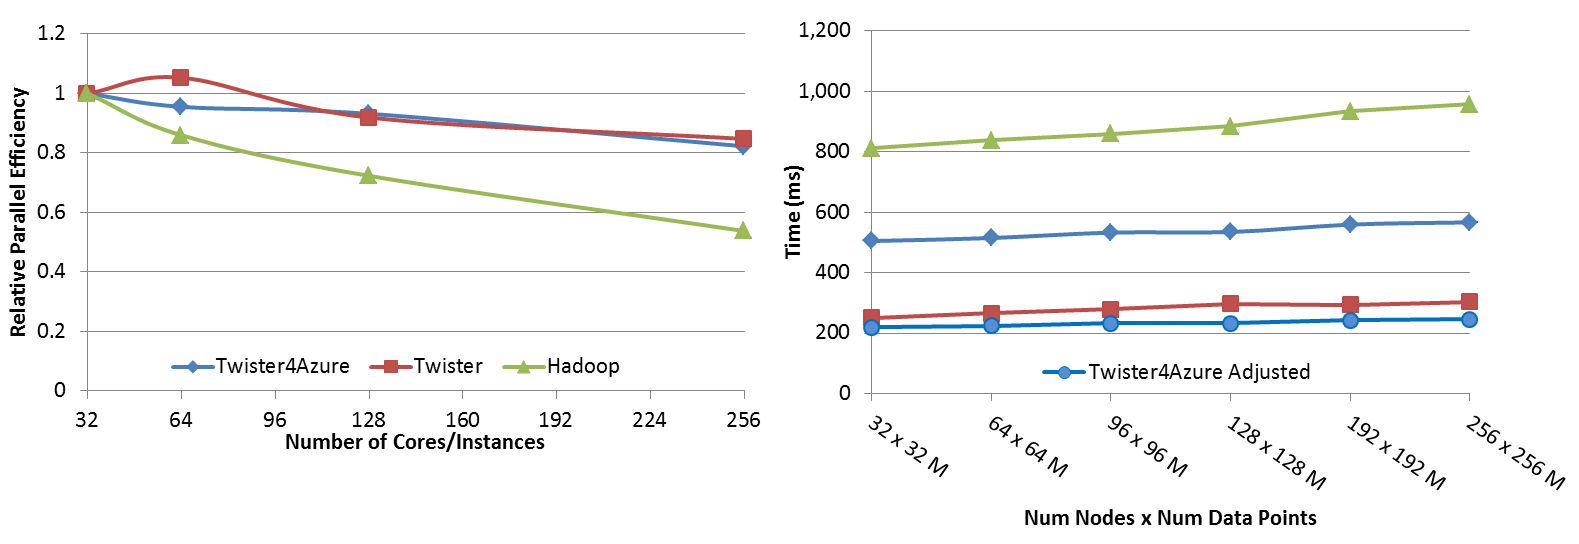 Relative Parallel Efficiency
1.2
1
0.8
0.6
0.4
0.2
0
Twister4Azure Twister Hadoop
32 64 96 128 160 192 224 256
Number of Cores/Instances
Time (ms)
1,200
1,000
800
600
400
200
0
Twister4Azure Adjusted
32 x 32 M
64 x 64 M
96 x 96 M
128 x 128 M
192 x 192 M
256 x 256 M
Num Nodes x Num Data Points